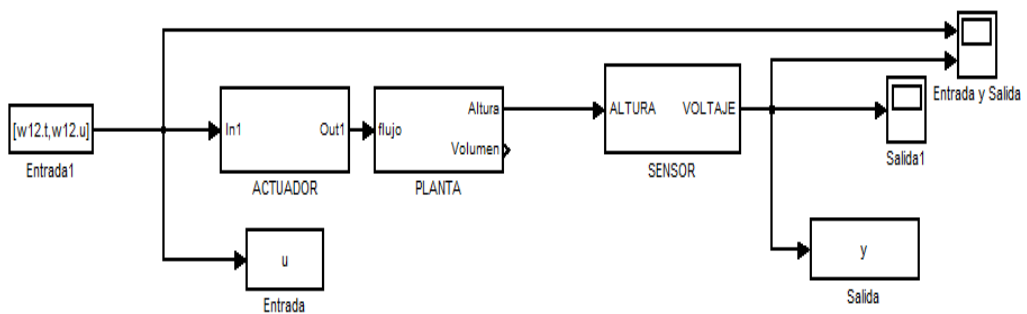 [w12.t,w12.u]
Entrada1
In1
Out1
ACTUADOR
flujo
Altura
Volumen
PLANTA
ALTURA
VOLTAJE
SENSOR
Entrada y Salida
Salida1
u
Entrada
y
Salida